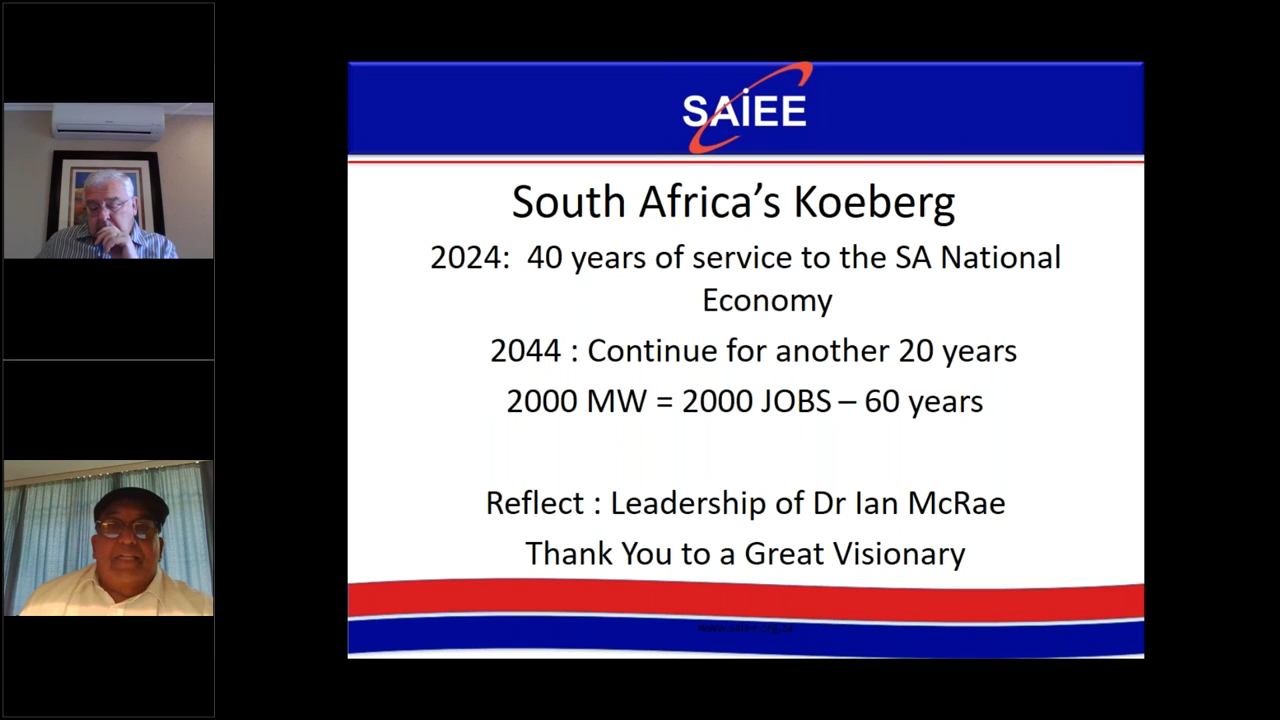 SAiEE
South Africa’s Koeberg
2024:  40 years of service to the SA National
Economy
2044 : Continue for another 20 years
2000 MW = 2000 JOBS – 60 years
Reflect : Leadership of Dr Ian McRae
Thank You to a Great Visionary